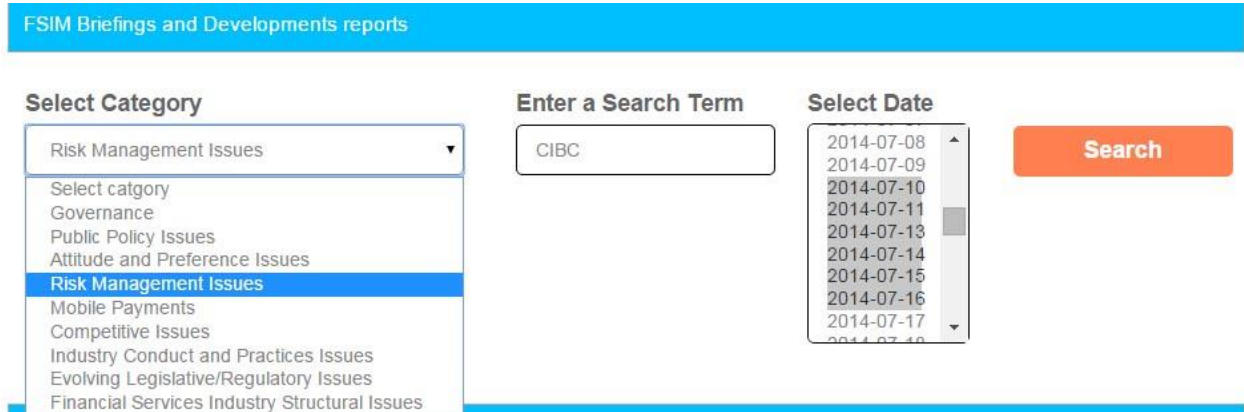 FSIM Briefings and Developments reports
Select Category
Risk Management Issues
Select catgory
Governance
Public Policy Issues
Attitude and Preference Issues
Risk Management Issues
Mobile Payments
Competitive Issues
Industry Conduct and Practices Issues
Evolving Legislative/Regulatory Issues
Financial Services Industry Structural Issues
Enter a Search Term
CIBC
Select Date
2014-07-08
2014-07-09
2014-07-10
2014-07-11
2014-07-13
2014-07-14
2014-07-15
2014-07-16
2014-07-17
Search